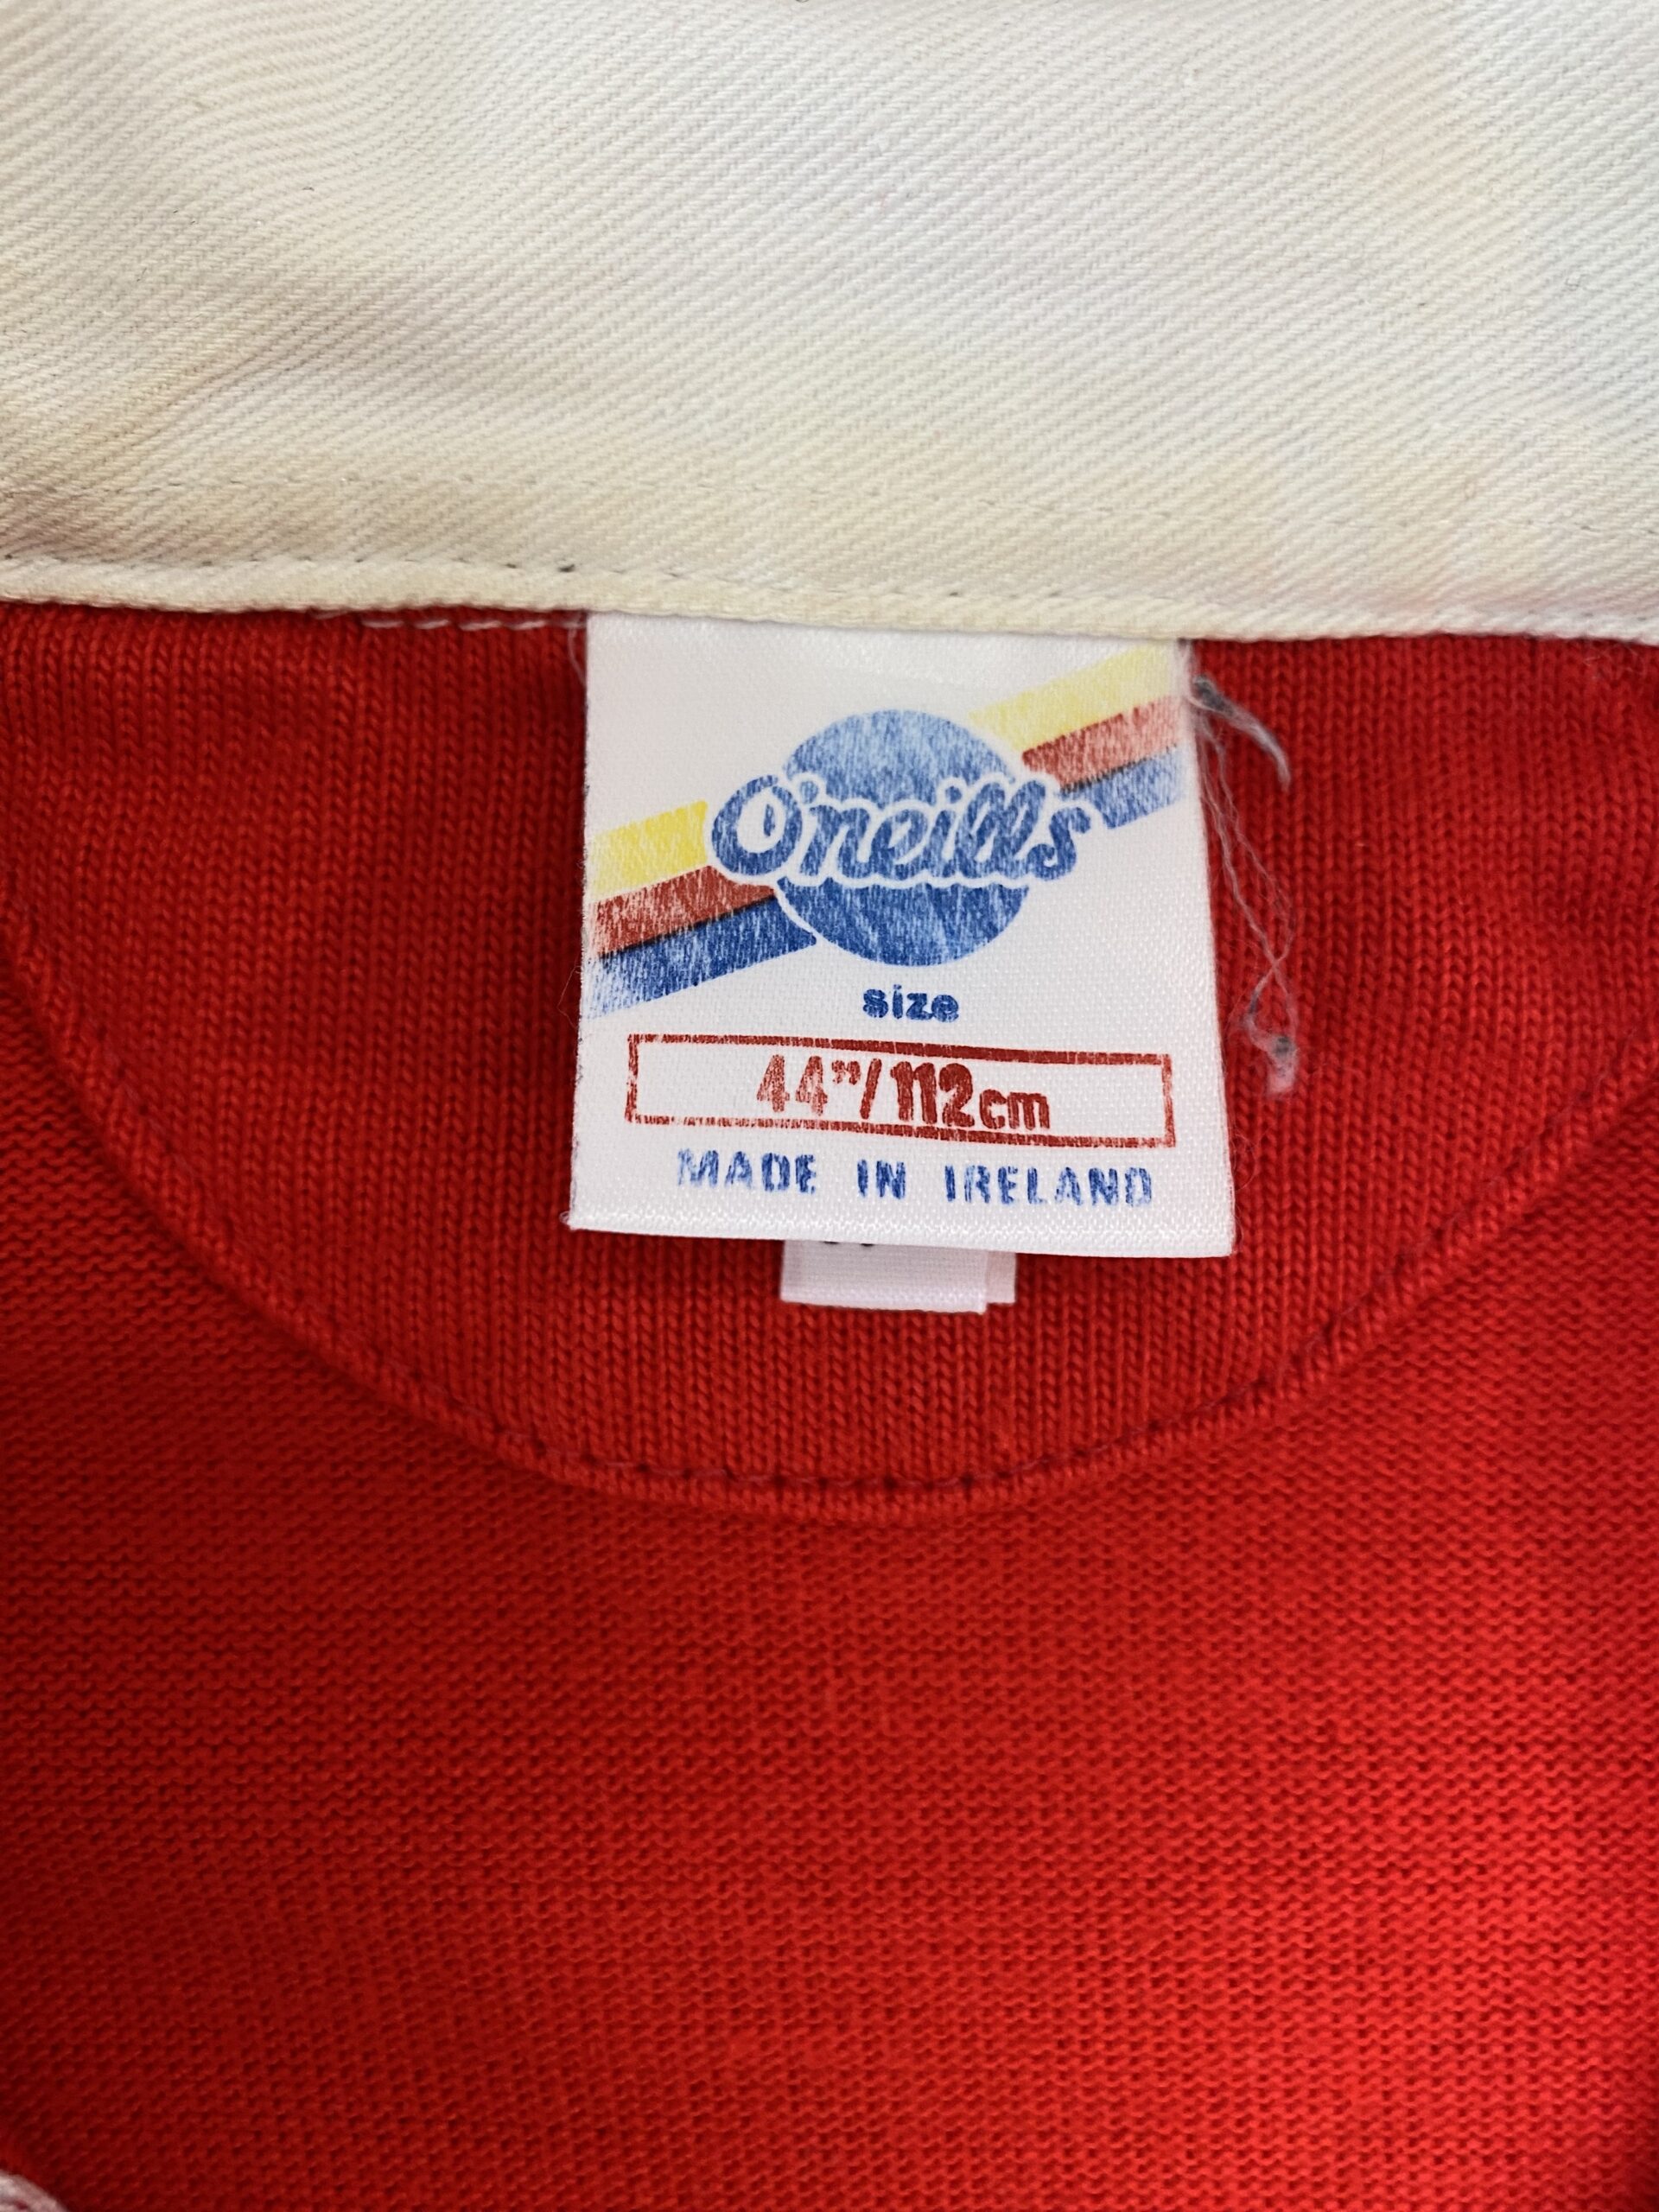 O'neills
size
44"/112cm
MADE IN IRELAND